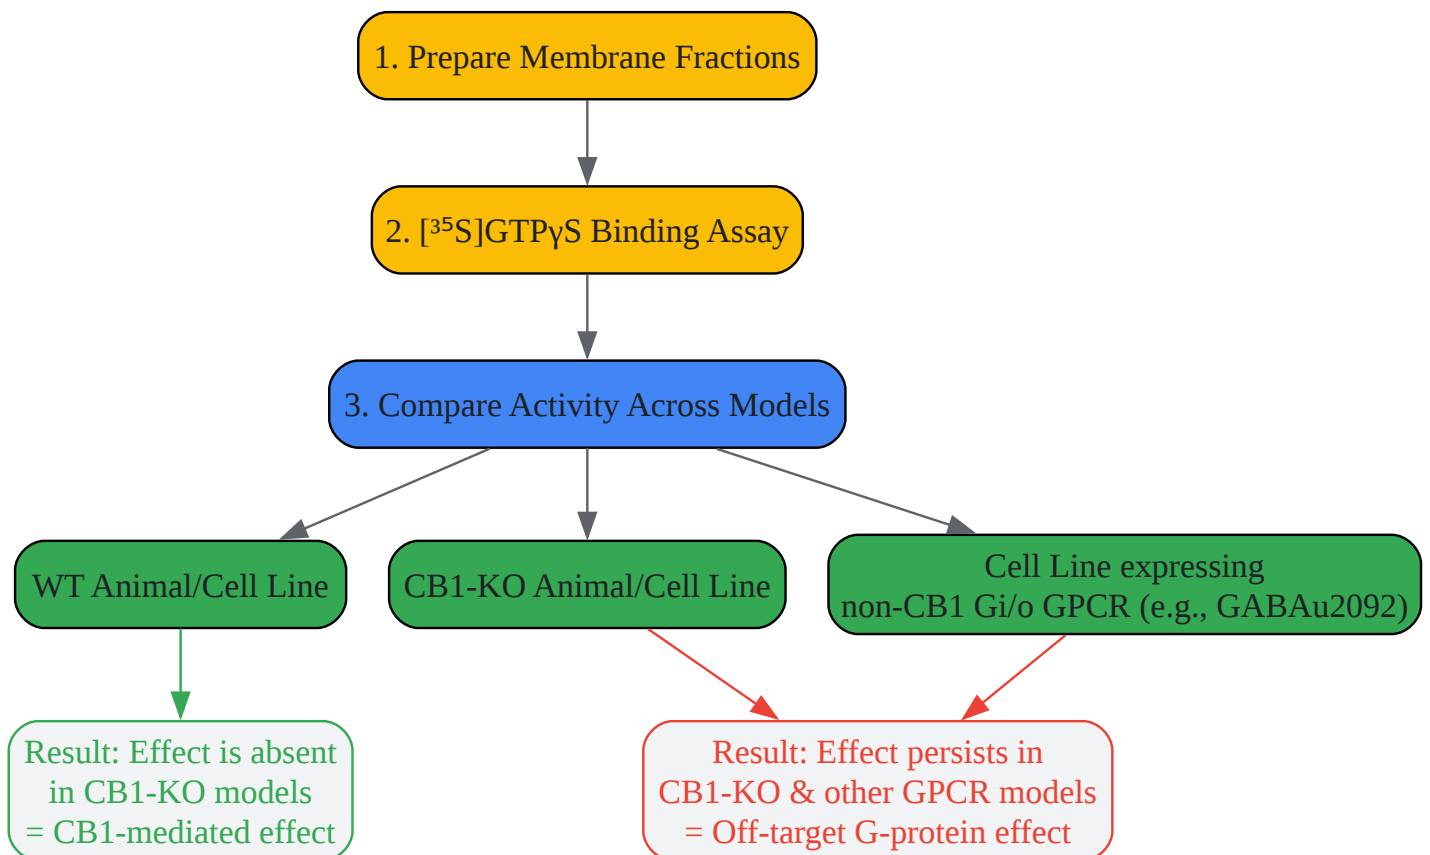 1. Prepare Membrane Fractions
2. [³⁵S]GTPγS Binding Assay
3. Compare Activity Across Models
WT Animal/Cell Line
CB1-KO Animal/Cell Line
Cell Line expressing
non-CB1 Gi/o GPCR (e.g., GABAu2092)
Result: Effect is absent
in CB1-KO models
= CB1-mediated effect
Result: Effect persists in
CB1-KO & other GPCR models
= Off-target G-protein effect